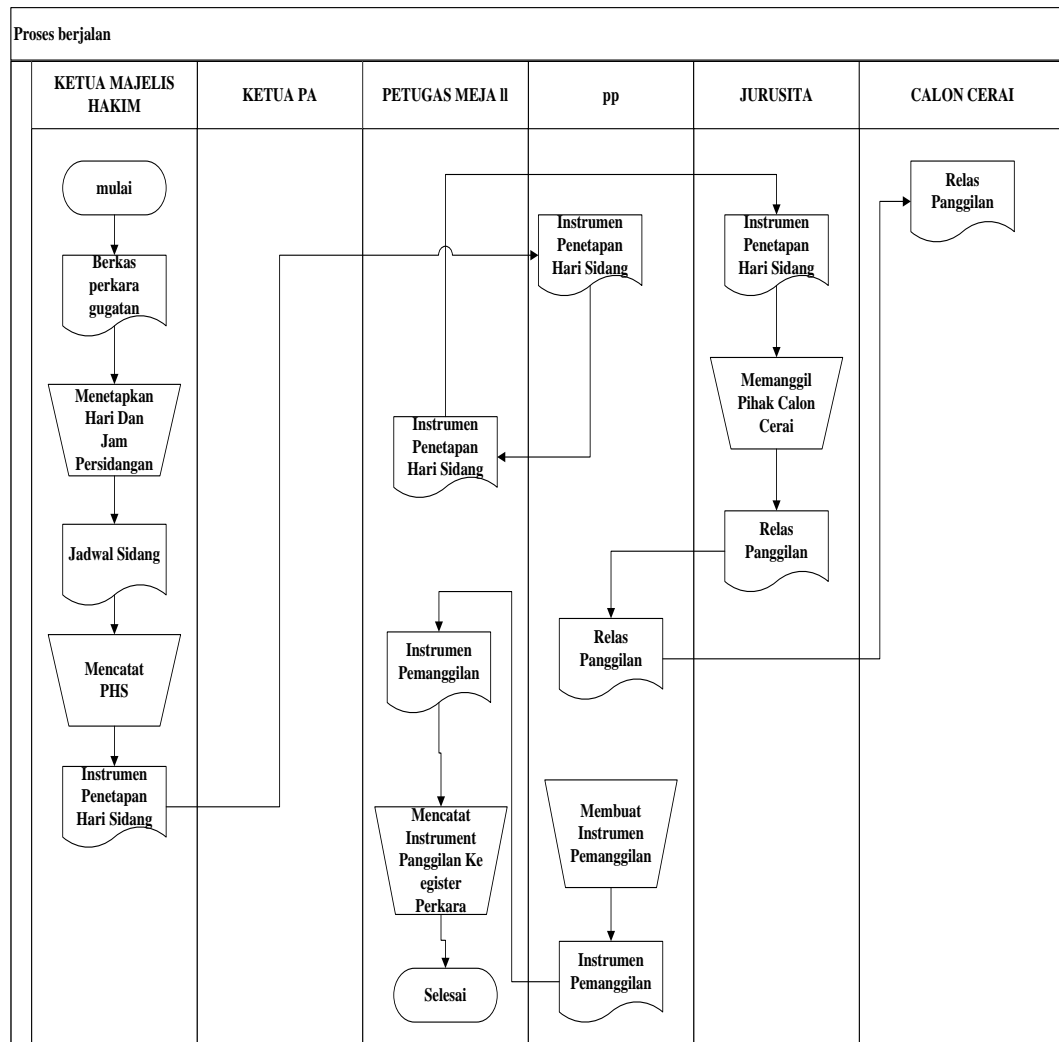 Proses berjalan
KETUA MAJELIS
HAKIM
KETUA PA
PETUGAS MEJA ll
pp
JURUSITA
CALON CERAI
mulai
Berkas
perkara
gugatan
Menetapkan
Hari Dan
Jam
Persidangan
Jadwal Sidang
Mencatat
PHS
Instrumen
Penetapan
Hari Sidang
Instrumen
Penetapan
Hari Sidang
Instrumen
Pemanggilan
Mencatat
Instrument
Panggilan Ke
egister
Perkara
Selesai
Instrumen
Penetapan
Hari Sidang
Relas
Panggilan
Membuat
Instrumen
Pemanggilan
Instrumen
Pemanggilan
Instrumen
Penetapan
Hari Sidang
Memanggil
Pihak Calon
Cerai
Relas
Panggilan
Relas
Panggilan